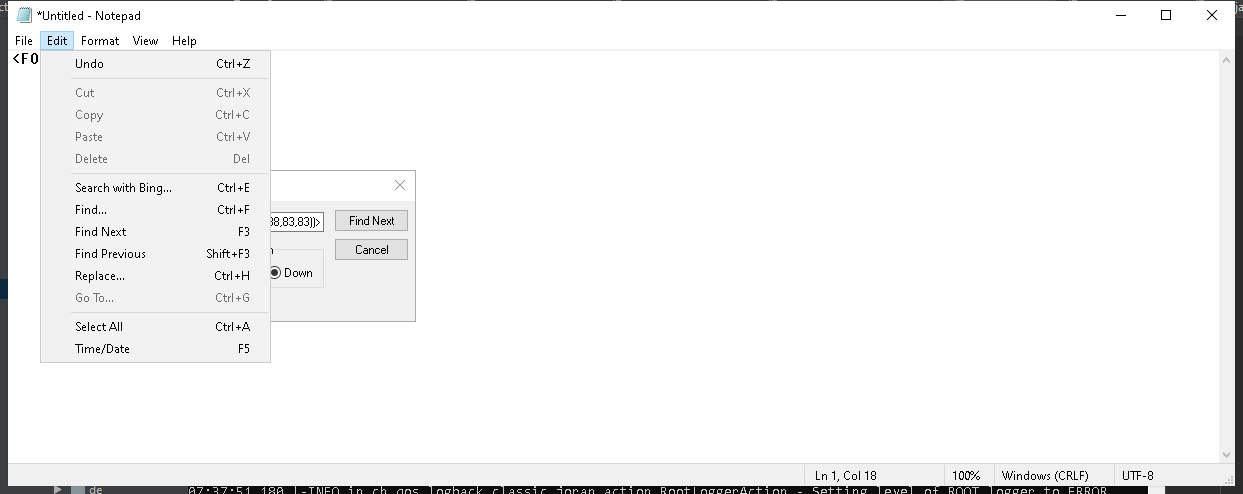 *Untitled - Notepad
File Edit Format View Help
<FO
Undo Ctrl+Z
Cut Ctrl+X
Copy Ctrl+C
Paste Ctrl+V
Delete Del
Search with Bing... Ctrl+E
Find... Ctrl+F
Find Next F3
Find Previous Shift+F3
Replace... Ctrl+H
Go To... Ctrl+G
Select All Ctrl+A
Time/Date F5
38,83,83))> Find Next
Cancel
Down
Ln 1, Col 18 100% Windows (CRLF) UTF-8
de 07:37:51,180 |-INFO in ch.qos.logback.classic.joran.action.RootLoggerAction - Setting level of ROOT logger to ERROR